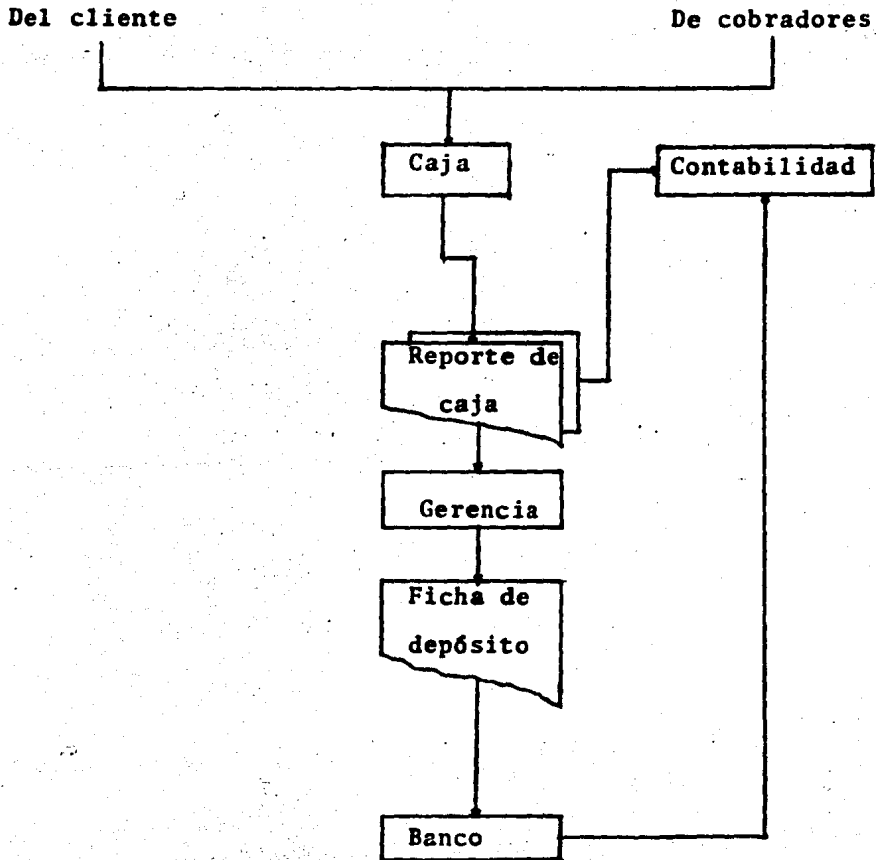 Del cliente
De cobradores
Caja
Contabilidad
Reporte de
caja
Gerencia
Ficha de
depósito
Banco